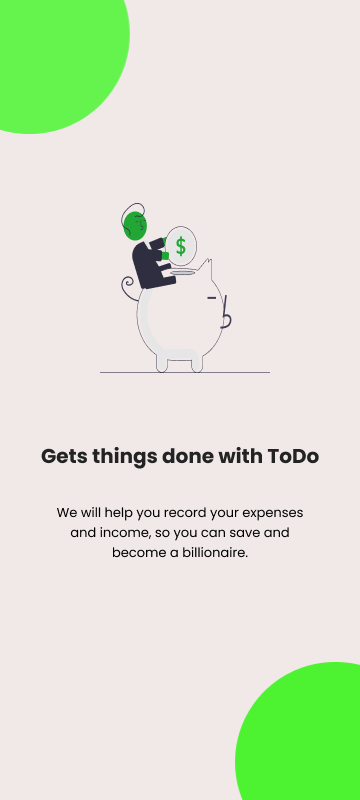 $
Gets things done with ToDo
We will help you record your expenses
and income, so you can save and
become a billionaire.